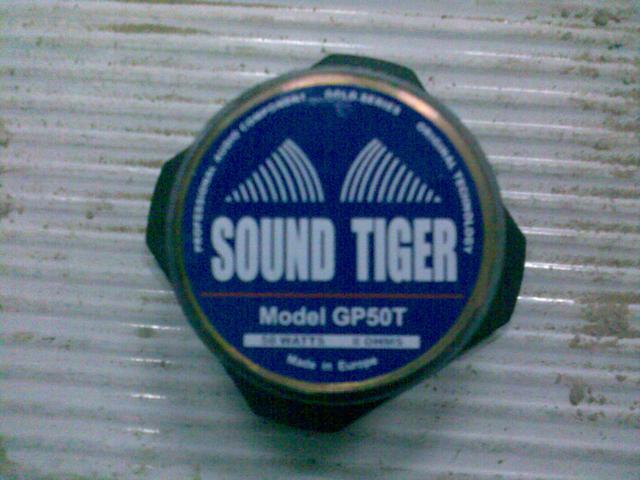 PROFESSIONAL AUDIO COMPONENT GOLD SERIES ORIGINAL TECHNOLOGY
SOUND TIGER
Model GP50T
50 WATTS 8 OHMS
Made in Europe